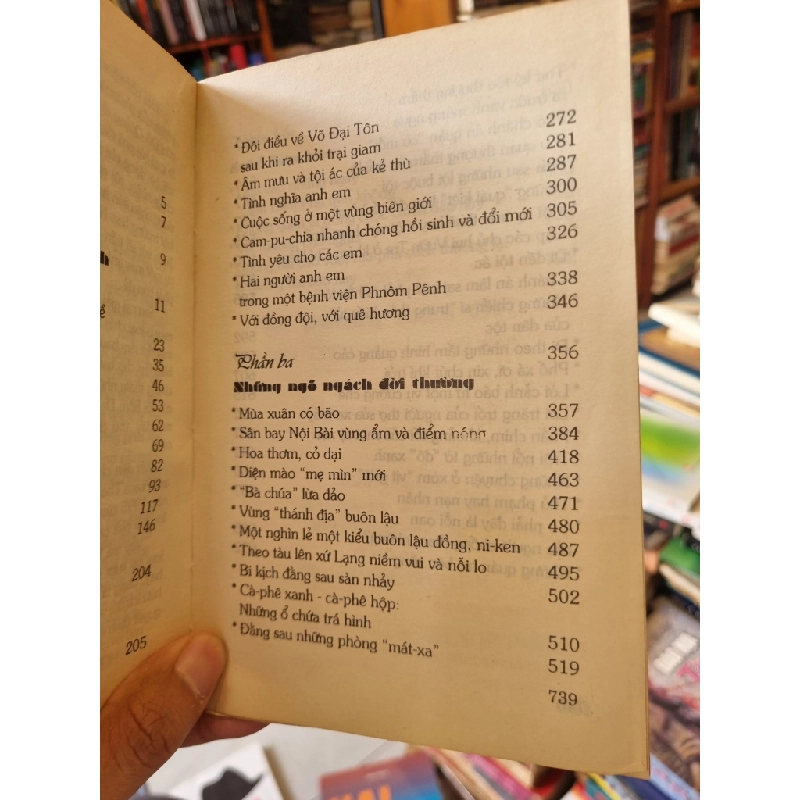 5
7
9
11
23
35
46
53
62
69
82
93
117
146
204
205
* Đôi điều về Võ Đại Tôn
sau khi ra khỏi trại giam 272
* Âm mưu và tội ác của kẻ thù 281
* Tình nghĩa anh em 287
* Cuộc sống ở một vùng biên giới 300
* Cam-pu-chia nhanh chóng hồi sinh và đổi mới 305
* Tình yêu cho các em 326
* Hai người anh em
trong một bệnh viện Phnôm Pênh 338
* Với đồng đội, với quê hương 346
Phần ba 356
Những ngõ ngách đời thường
* Mùa xuân có bão 357
* Sân bay Nội Bài vùng ẩm và điểm nóng 384
* Hoa thơm, cỏ dại 418
* Diện mào "mẹ mìn" mới 463
* "Bà chúa" lừa đảo 471
* Vùng "thánh địa" buôn lậu 480
* Một nghìn lẻ một kiểu buôn lậu đồng, ni-ken 487
* Theo tàu lên xứ Lạng niềm vui và nỗi lo 495
* Bi kịch đằng sau sàn nhảy 502
* Cà-phê xanh - cà-phê hộp:
Những ổ chứa trá hình 510
* Đằng sau những phòng "mát-xa" 519
739